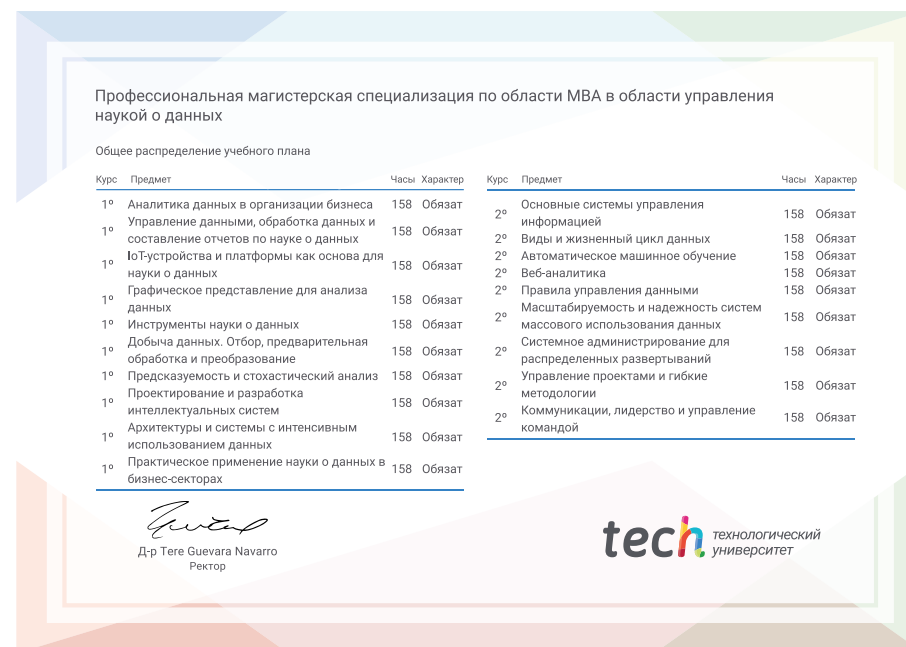 Профессиональная магистерская специализация по области MBA в области управления
наукой о данных
Общее распределение учебного плана
Курс Предмет Часы Характер
1º Аналитика данных в организации бизнеса 158 Обязат
Управление данными, обработка данных и
1º 158 Обязат
составление отчетов по науке о данных
IoT-устройства и платформы как основа для
1º 158 Обязат
науки о данных
Графическое представление для анализа
1º 158 Обязат
данных
1º Инструменты науки о данных 158 Обязат
Добыча данных. Отбор, предварительная
1º 158 Обязат
обработка и преобразование
1º Предсказуемость и стохастический анализ 158 Обязат
Проектирование и разработка
1º 158 Обязат
интеллектуальных систем
Архитектуры и системы с интенсивным
1º 158 Обязат
использованием данных
Практическое применение науки о данных в
1º 158 Обязат
бизнес-секторах
Курс Предмет Часы Характер
Основные системы управления
2º 158 Обязат
информацией
2º Виды и жизненный цикл данных 158 Обязат
2º Автоматическое машинное обучение 158 Обязат
2º Веб-аналитика 158 Обязат
2º Правила управления данными 158 Обязат
Масштабируемость и надежность систем
2º 158 Обязат
массового использования данных
Системное администрирование для
2º 158 Обязат
распределенных развертываний
Управление проектами и гибкие
2º 158 Обязат
методологии
Коммуникации, лидерство и управление
2º 158 Обязат
командой
Д-р Tere Guevara Navarro
Ректор
tech технологический
университет